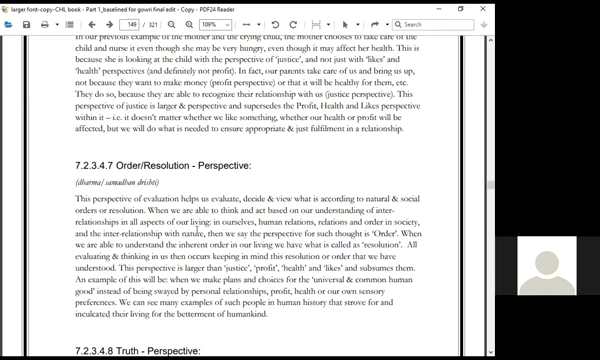 larger font-copy-CHL book - Part 1_baselined for gowri final edit - Copy - PDF24 Reader
149 / 321
109%
In our previous example of the mother and the crying child, the mother chooses to take care of the
child and nurse it even though she may be very hungry, even though it may affect her health. This is
because she is looking at the child with the perspective of 'justice', and not just with 'likes' and
'health' perspectives (and definitely not profit). In fact, our parents take care of us and bring us up,
not because they want to make money (profit perspective) or that it will be healthy for them, etc.
They do so, because they are able to recognize their relationship with us (justice perspective). This
perspective of justice is larger & perspective and supersedes the Profit, Health and Likes perspective
within it – i.e. it doesn't matter whether we like something, whether our health or profit will be
affected, but we will do what is needed to ensure appropriate & just fulfilment in a relationship.
7.2.3.4.7 Order/Resolution - Perspective:
(dharma/ samadhan drishti)
This perspective of evaluation helps us evaluate, decide & view what is according to natural & social
orders or resolution. When we are able to think and act based on our understanding of inter-
relationships in all aspects of our living: in ourselves, human relations, relations and order in society,
and the inter-relationship with nature, then we say the perspective for such thought is 'Order'. When
we are able to understand the inherent order in our living we have what is called as 'resolution'. All
evaluating & thinking in us then occurs keeping in mind this resolution or order that we have
understood. This perspective is larger than 'justice', 'profit', 'health' and 'likes' and subsumes them.
An example of this will be: when we make plans and choices for the 'universal & common human
good' instead of being swayed by personal relationships, profit, health or our own sensory
preferences. We can see many examples of such people in human history that strove for and
inculcated their living for the betterment of humankind.
7.2.3.4.8 Truth - Perspective: